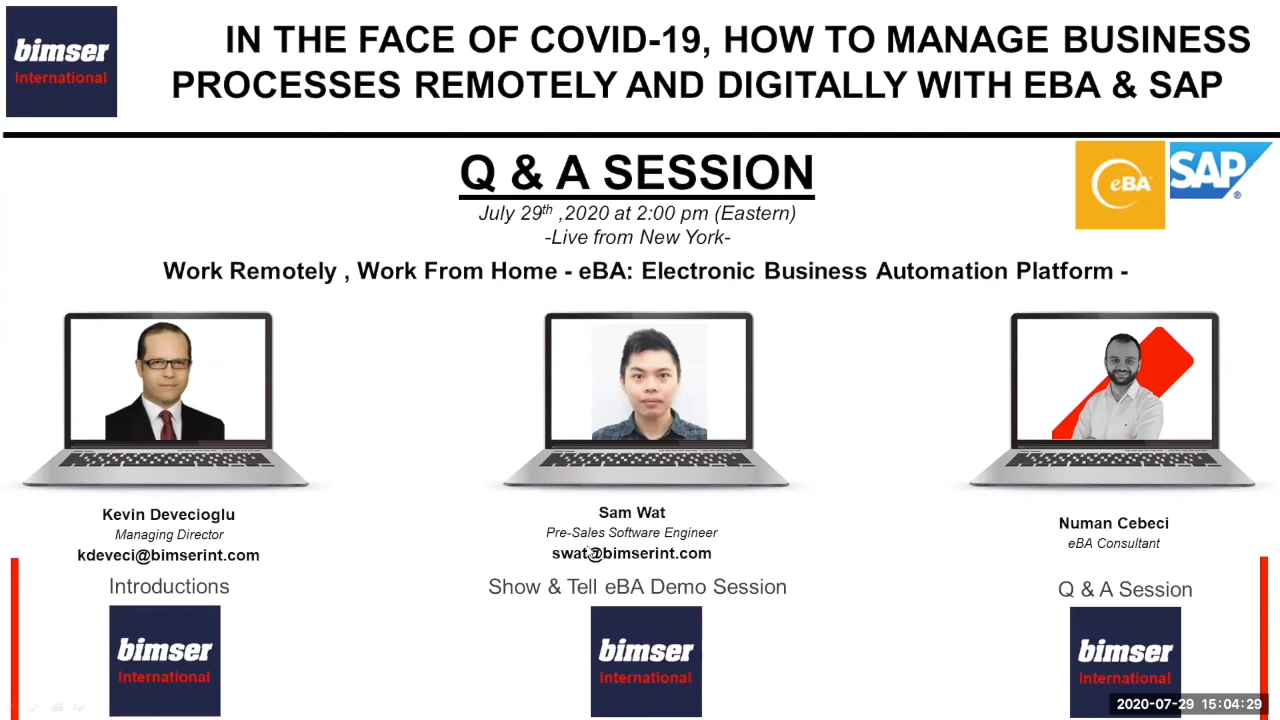 bimser
International
IN THE FACE OF COVID-19, HOW TO MANAGE BUSINESS
PROCESSES REMOTELY AND DIGITALLY WITH EBA & SAP
Q & A SESSION
July 29th ,2020 at 2:00 pm (Eastern)
-Live from New York-
eBA
SAP
Work Remotely , Work From Home - eBA: Electronic Business Automation Platform -
Kevin Devecioglu
Managing Director
kdeveci@bimserint.com
Introductions
bimser
International
Sam Wat
Pre-Sales Software Engineer
swat@bimserint.com
Show & Tell eBA Demo Session
bimser
International
Numan Cebeci
eBA Consultant
Q & A Session
bimser
International
2020-07-29 15:04:29